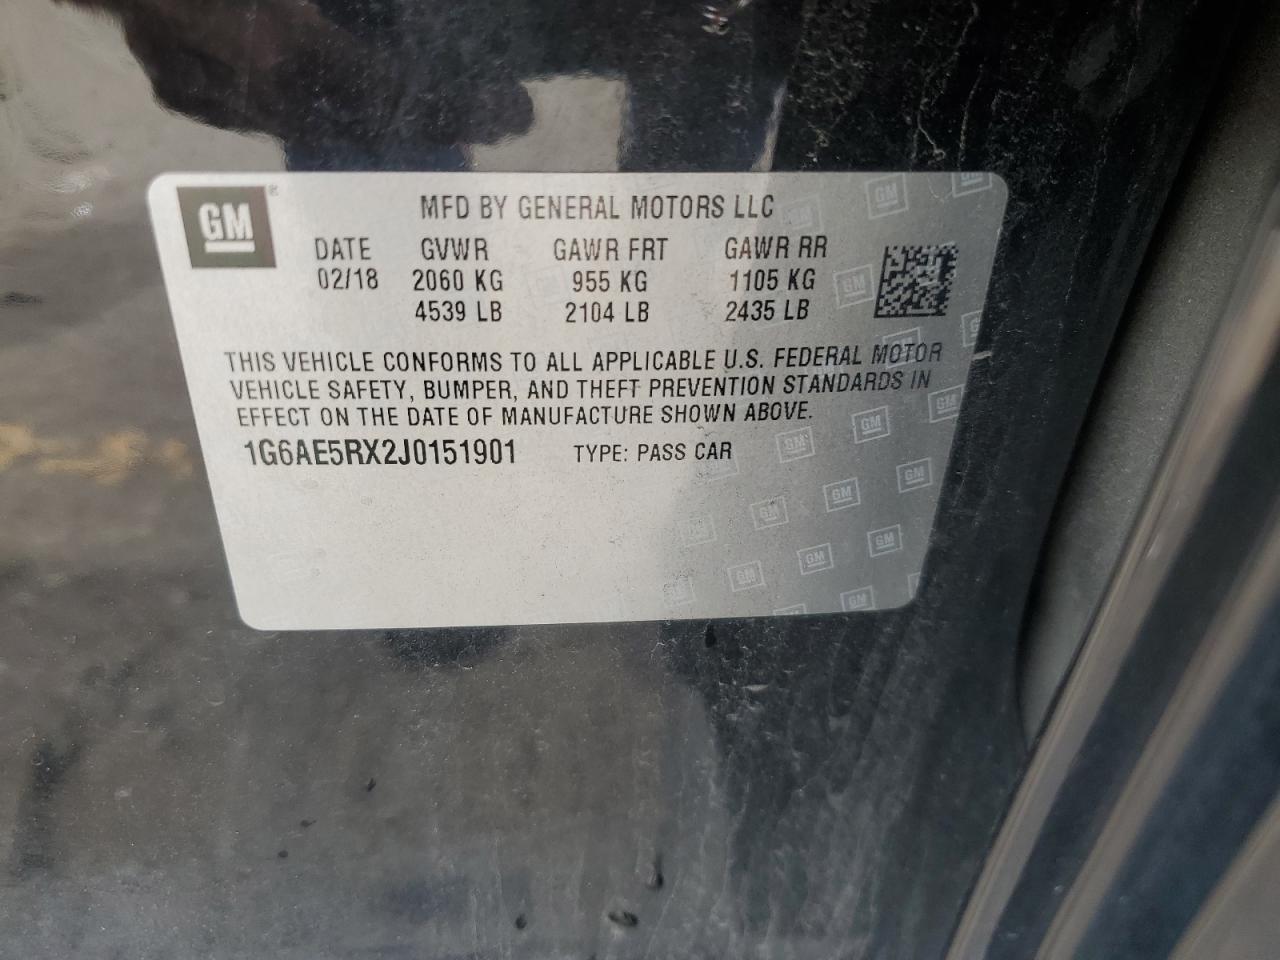 GM®
MFD BY GENERAL MOTORS LLC
DATE GVWR GAWR FRT GAWR RR
02/18 2060 KG 955 KG 1105 KG
4539 LB 2104 LB 2435 LB
THIS VEHICLE CONFORMS TO ALL APPLICABLE U.S. FEDERAL MOTOR
VEHICLE SAFETY, BUMPER, AND THEFT PREVENTION STANDARDS IN
EFFECT ON THE DATE OF MANUFACTURE SHOWN ABOVE.
1G6AE5RX2J0151901 TYPE: PASS CAR